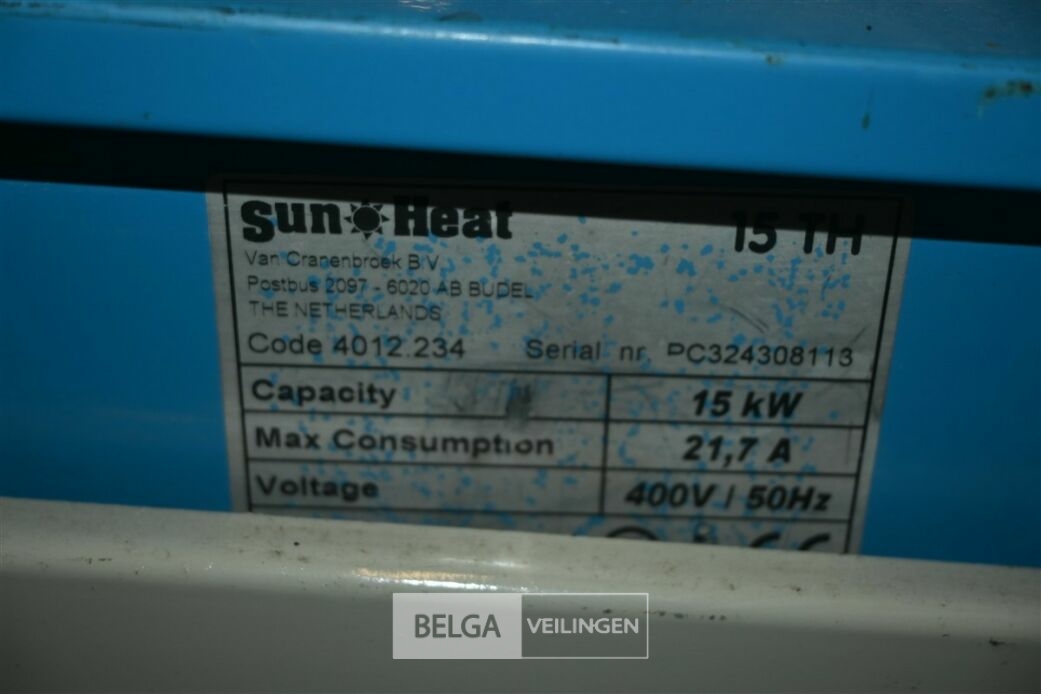 Sun Heat 15 TH
Van Cranenbroek B.V.
Postbus 2097 - 6020 AB BUDEL
THE NETHERLANDS
Code 4012.234 Serial nr. PC324308113
Capacity 15 kW
Max Consumption 21,7 A
Voltage 400V / 50Hz
BELGA VEILINGEN